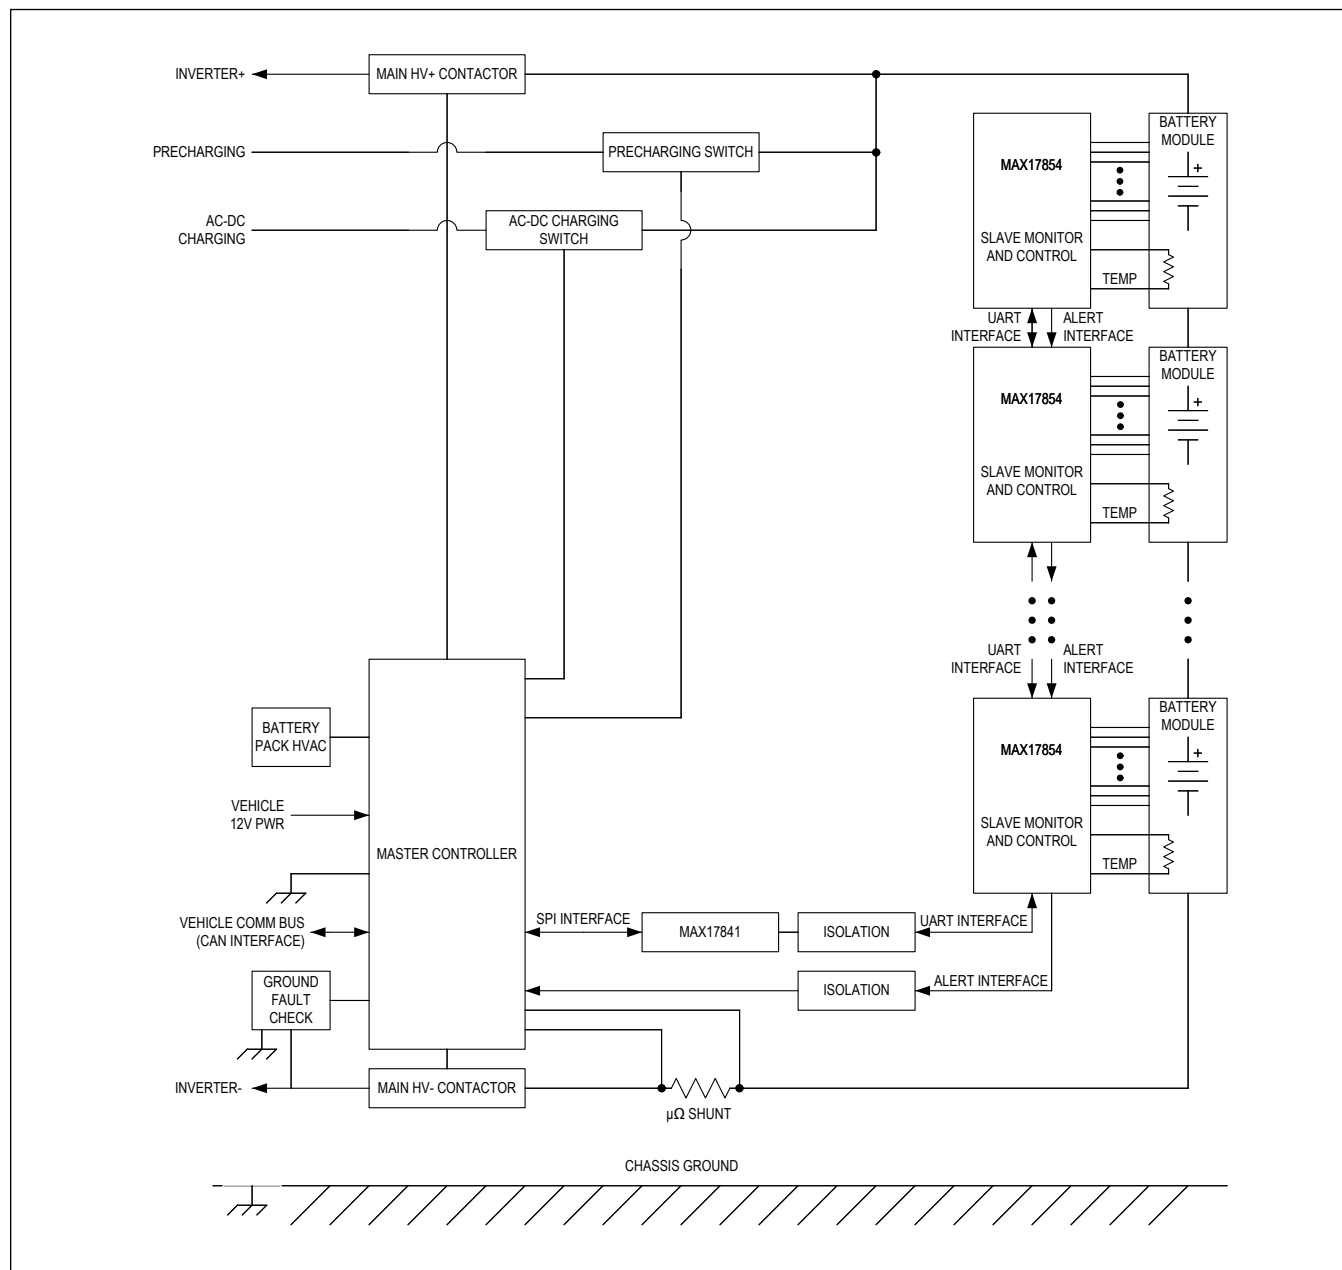 INVERTER+
MAIN HV+ CONTACTOR
PRECHARGING
PRECHARGING SWITCH
AC-DC
CHARGING
AC-DC CHARGING
SWITCH
MAX17854
SLAVE MONITOR
AND CONTROL
BATTERY
MODULE
+
TEMP
UART
INTERFACE
ALERT
INTERFACE
MAX17854
SLAVE MONITOR
AND CONTROL
BATTERY
MODULE
+
TEMP
UART
INTERFACE
ALERT
INTERFACE
MAX17854
SLAVE MONITOR
AND CONTROL
BATTERY
MODULE
+
TEMP
BATTERY
PACK HVAC
VEHICLE
12V PWR
MASTER CONTROLLER
VEHICLE COMM BUS
(CAN INTERFACE)
SPI INTERFACE
MAX17841
ISOLATION
UART INTERFACE
GROUND
FAULT
CHECK
ISOLATION
ALERT INTERFACE
INVERTER-
MAIN HV- CONTACTOR
μΩ SHUNT
CHASSIS GROUND